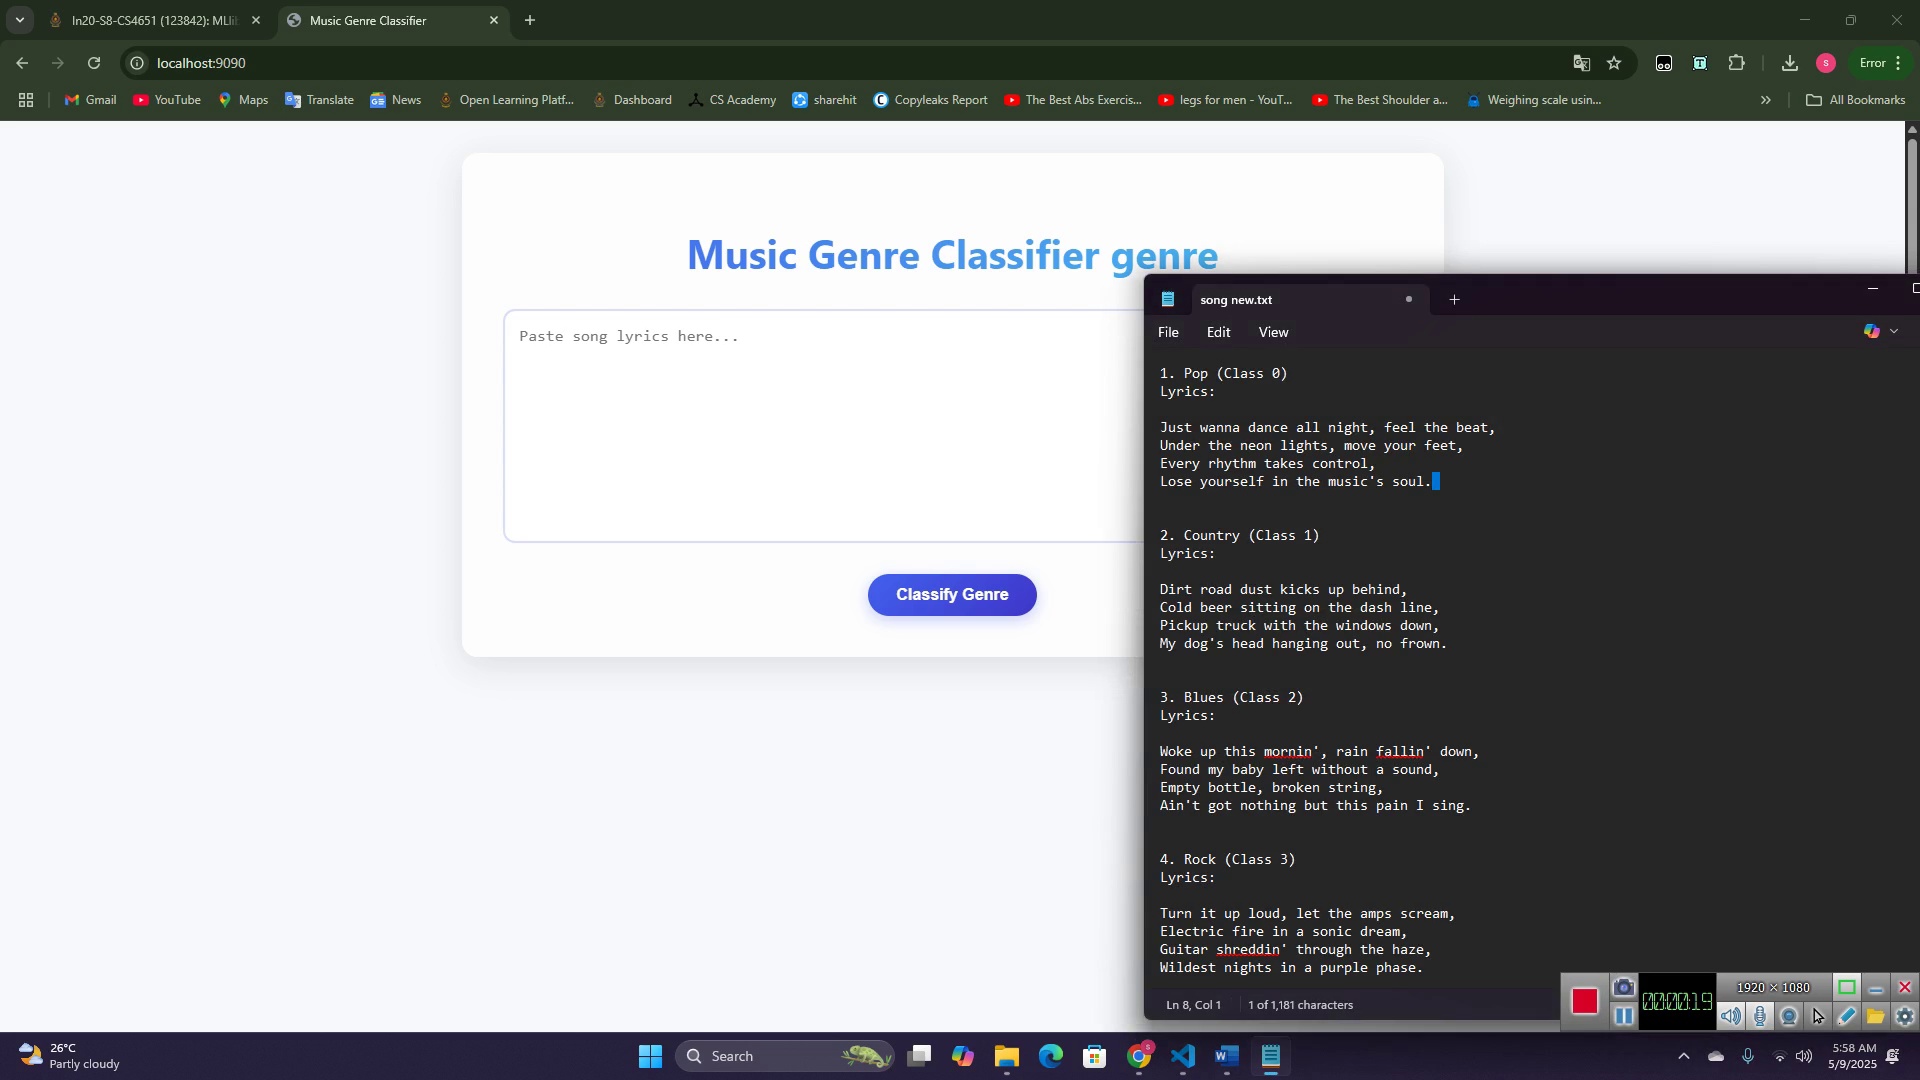 In20-S8-CS4651 (123842): MLlib
Music Genre Classifier
localhost:9090
S
Error
Gmail
YouTube
Maps
Translate
News
Open Learning Platf...
Dashboard
CS Academy
sharehit
Copyleaks Report
The Best Abs Exercis...
legs for men - YouT...
The Best Shoulder a...
Weighing scale usin...
All Bookmarks
Music Genre Classifier genre
Paste song lyrics here...
Classify Genre
song new.txt
File Edit View
1. Pop (Class 0)
Lyrics:
Just wanna dance all night, feel the beat,
Under the neon lights, move your feet,
Every rhythm takes control,
Lose yourself in the music's soul.
2. Country (Class 1)
Lyrics:
Dirt road dust kicks up behind,
Cold beer sitting on the dash line,
Pickup truck with the windows down,
My dog's head hanging out, no frown.
3. Blues (Class 2)
Lyrics:
Woke up this mornin', rain fallin' down,
Found my baby left without a sound,
Empty bottle, broken string,
Ain't got nothing but this pain I sing.
4. Rock (Class 3)
Lyrics:
Turn it up loud, let the amps scream,
Electric fire in a sonic dream,
Guitar shreddin' through the haze,
Wildest nights in a purple phase.
Ln 8, Col 1
1 of 1,181 characters
1920 × 1080
00:00:19
26°C
Partly cloudy
Search
5:58 AM
5/9/2025